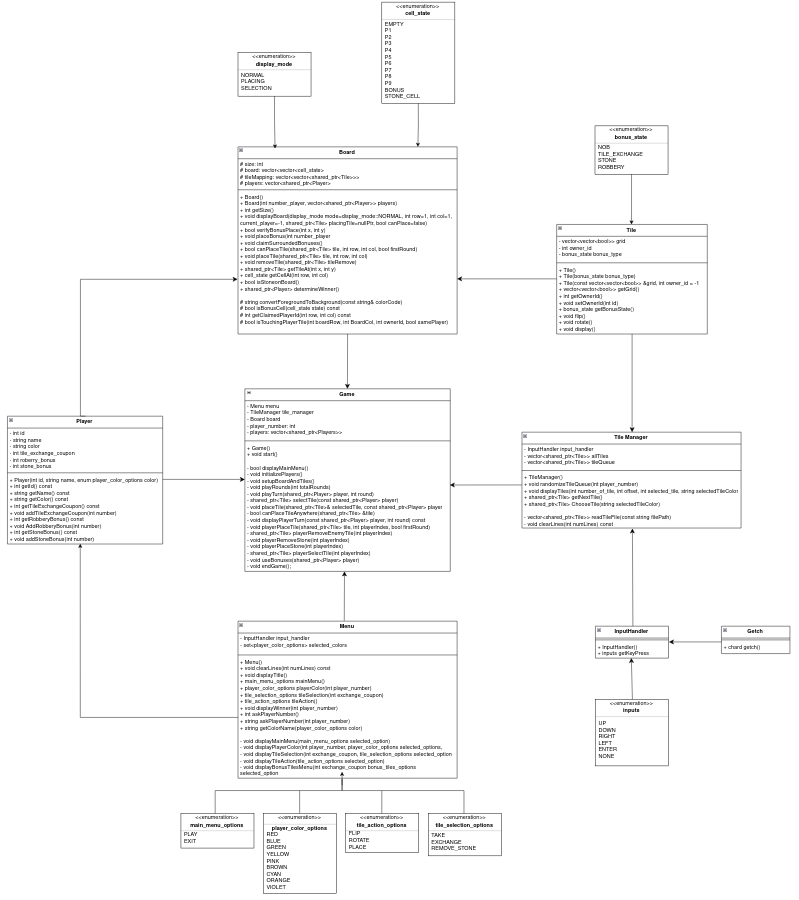 <<enumeration>>
cell_state
EMPTY
P1
P2
P3
P4
P5
P6
P7
P8
P9
BONUS
STONE_CELL
<<enumeration>>
display_mode
NORMAL
PLACING
SELECTION
<<enumeration>>
bonus_state
NOB
TILE_EXCHANGE
STONE
ROBBERY
Board
# size: int
# board: vector<vector<cell_state>
# tileMapping: vector<vector<shared_ptr<Tile>>>
# players: vector<shared_ptr<Player>
+ Board()
+ Board(int number_player, vector<shared_ptr<Player>> players)
+ int getSize()
+ void displayBoard(display_mode mode=display_mode::NORMAL, int row=1, int col=1,
current_player=-1, shared_ptr<Tile> placingTile=nullPtr, bool canPlace=false)
+ bool verifyBonusPlace(int x, int y)
+ void placeBonus(int number_player
+ void claimSurroundedBonuses()
+ bool canPlaceTile(shared_ptr<Tile> tile, int row, int col, bool firstRound)
+ void placeTile(shared_ptr<Tile> tile, int row, int col)
+ void removeTile(shared_ptr<Tile> tileRemove)
+ shared_ptr<Tile> getTileAt(int x, int y)
+ cell_state getCellAt(int row, int col)
+ bool isStoneonBoard()
+ shared_ptr<Player> determineWinner()
# string convertForegroundToBackground(const string& colorCode)
# bool isBonusCell(cell_state state) const
# int getClaimedPlayerId(int row, int col) const
# bool isTouchingPlayerTile(int boardRow, int BoardCol, int ownerId, bool samePlayer)
Tile
- vector<vector<bool>> grid
- int owner_id
- bonus_state bonus_type
+ Tile()
+ Tile(bonus_state bonus_type)
+ Tile(const vector<vector<bool>> &grid, int owner_id = -1
+ vector<vector<bool>> getGrid()
+ int getOwnerId()
+ void setOwnerId(int id)
+ bonus_state getBonusState()
+ void flip()
+ void rotate()
+ void display()
Game
- Menu menu
- TileManager tile_manager
- Board board
- player_number: int
- players: vector<shared_ptr<Players>>
+ Game()
+ void start()
- bool displayMainMenu()
- void initializePlayers()
- void setupBoardAndTiles()
- void playRounds(int totalRounds)
- void playTurn(shared_ptr<Player> player, int round)
- shared_ptr<Tile> selectTile(const shared_ptr<Player> player)
- void placeTile(shared_ptr<Tile>& selectedTile, const shared_ptr<Player> player
- bool canPlaceTileAnywhere(shared_ptr<Tile> &tile)
- void displayPlayerTurn(const shared_ptr<Player> player, int round) const
- void playerPlaceTile(shared_ptr<Tile> tile, int playerIndex, bool firstRound)
- shared_ptr<Tile> playerRemoveEnemyTile(int playerIndex)
- void playerRemoveStone(int playerIndex)
- void playerPlaceStone(int playerIndex)
- shared_ptr<Tile> playerSelectTile(int playerIndex)
- void useBonuses(shared_ptr<Player> player)
- void endGame();
Player
- int id
- string name
- string color
- int tile_exchange_coupon
- int roberry_bonus
- int stone_bonus
+ Player(int id, string name, enum player_color_options color)
+ int getId() const
+ string getName() const
+ string getColor() const
+ int getTileExchangeCoupon() const
+ void addTileExchangeCoupon(int number)
+ int getRobberyBonus() const
+ void AddRobberyBonus(int number)
+ int getStoneBonus() const
+ void addStoneBonus(int number)
Tile Manager
- InputHandler input_handler
- vector<shared_ptr<Tile>> allTiles
- vector<shared_ptr<Tile>> tileQueue
+ TileManager()
+ void randomizeTileQueue(int player_number)
+ void displayTiles(int number_of_tile, int offset, int selected_tile, string selectedTileColor
+ shared_ptr<Tile> getNextTile()
+ shared_ptr<Tile> ChooseTile(string selectedTileColor)
- vector<shared_ptr<Tile>> readTileFile(const string filePath)
- void clearLines(int numLines) const
Menu
- InputHandler input_handler
- set<player_color_options> selected_colors
+ Menu()
+ void clearLines(int numLines) const
+ void displayTitle()
+ main_menu_options mainMenu()
+ player_color_options playerColor(int player_number)
+ tile_selection_options tileSelection(int exchange_coupon)
+ tile_action_options tileAction()
+ void displayWinner(int player_number)
+ int askPlayerNumber()
+ string askPlayerNumber(int player_number)
+ string getColorName(player_color_options color)
- void displayMainMenu(main_menu_options selected_option)
- void displayPlayerColor(int player_number, player_color_options selected_options,
- void displayTileSelection(int exchange_coupon, tile_selection_options selected_option
- void displayTileAction(tile_action_options selected_option)
- void displayBonusTilesMenu(int exchange_coupon bonus_tiles_options
selected_option
InputHandler
+ InputHandler()
+ inputs getKeyPress
Getch
+ chard getch()
<<enumeration>>
inputs
UP
DOWN
RIGHT
LEFT
ENTER
NONE
<<enumeration>>
main_menu_options
PLAY
EXIT
<<enumeration>>
player_color_options
RED
BLUE
GREEN
YELLOW
PINK
BROWN
CYAN
ORANGE
VIOLET
<<enumeration>>
tile_action_options
FLIP
ROTATE
PLACE
<<enumeration>>
tile_selection_options
TAKE
EXCHANGE
REMOVE_STONE